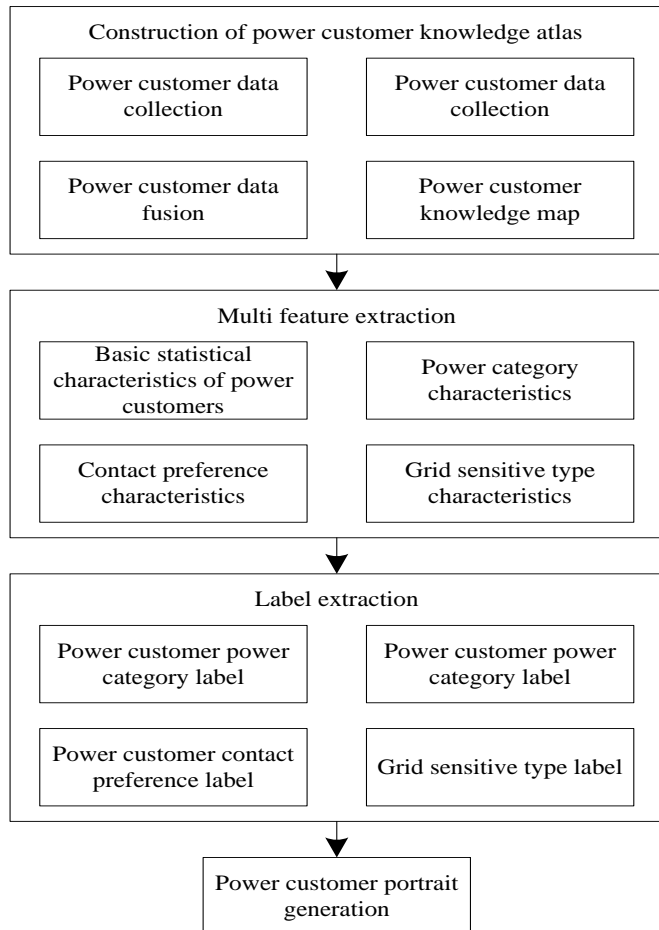 Construction of power customer knowledge atlas
Power customer data
collection
Power customer data
collection
Power customer data
fusion
Power customer
knowledge map
Multi feature extraction
Basic statistical
characteristics of power
customers
Power category
characteristics
Contact preference
characteristics
Grid sensitive type
characteristics
Label extraction
Power customer power
category label
Power customer power
category label
Power customer contact
preference label
Grid sensitive type label
Power customer portrait
generation